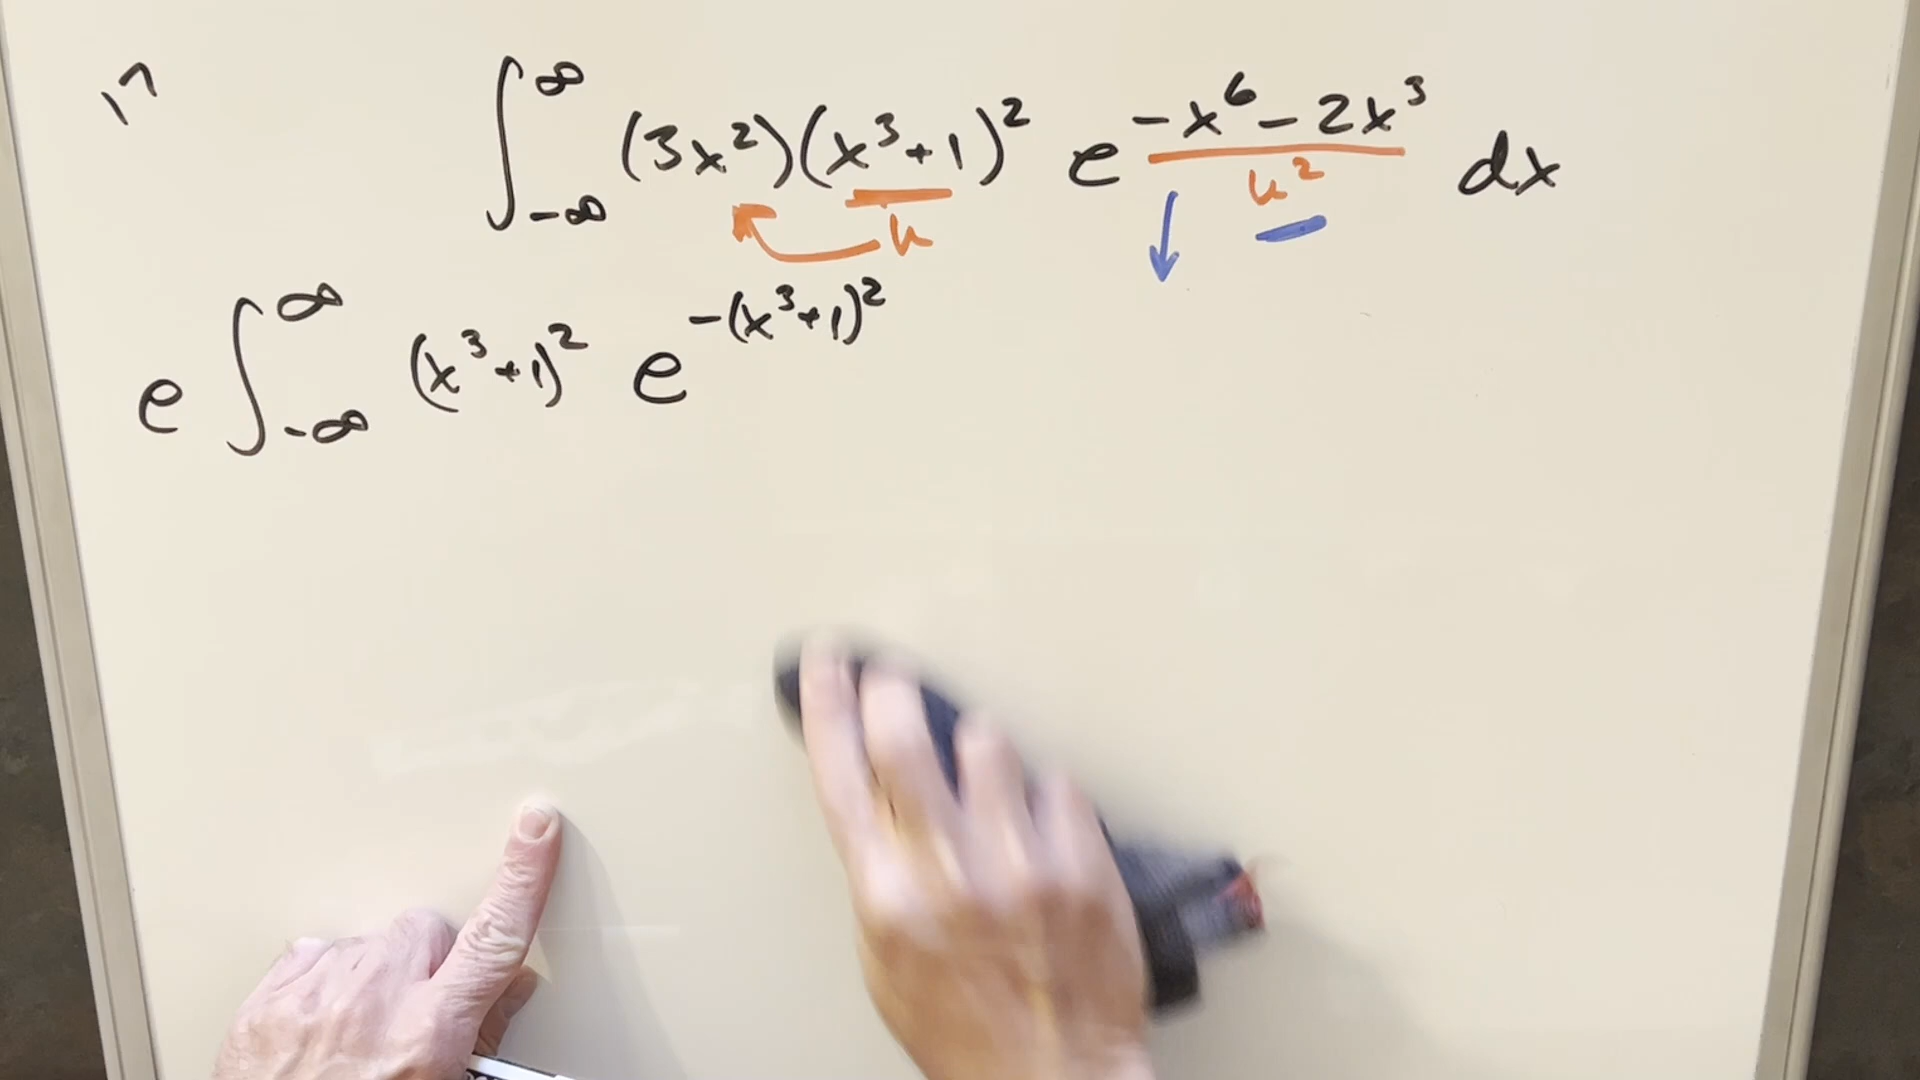 17
∫_{-∞}^{∞} (3x²)(x³+1)² e^{-x⁶-2x³} dx
u u²
e ∫_{-∞}^{∞} (x³+1)² e^{-(x³+1)²}